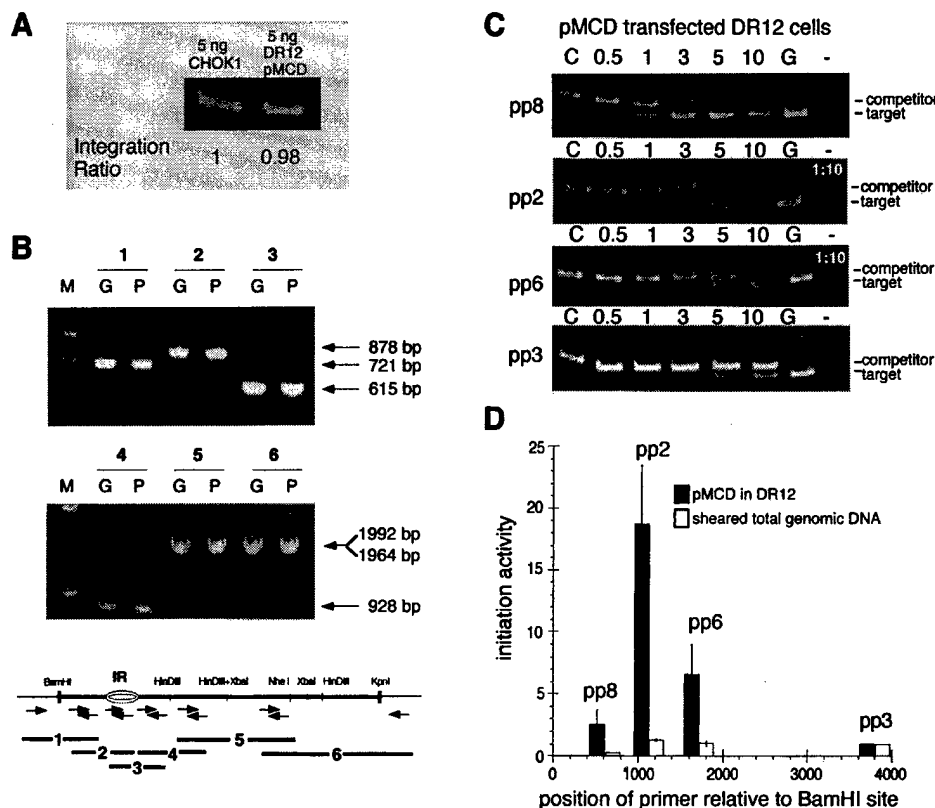 A
5 ng CHOK1
5 ng DR12 pMCD
Integration Ratio
1
0.98
B
1 2 3
M G P G P G P
878 bp
721 bp
615 bp
4 5 6
M G P G P G P
1992 bp
1964 bp
928 bp
BamHI IR HinDIII HinDIII+XbaI Nhe I XbaI HinDIII KpnI
1 2 3 4 5 6
C
pMCD transfected DR12 cells
C 0.5 1 3 5 10 G -
pp8
competitor
target
C 0.5 1 3 5 10 G -
1:10
pp2
competitor
target
C 0.5 1 3 5 10 G -
1:10
pp6
competitor
target
C 0.5 1 3 5 10 G -
pp3
competitor
target
D
initiation activity
25
20
15
10
5
0
pp2
pMCD in DR12
sheared total genomic DNA
pp6
pp8
pp3
0 1000 2000 3000 4000
position of primer relative to BamHI site